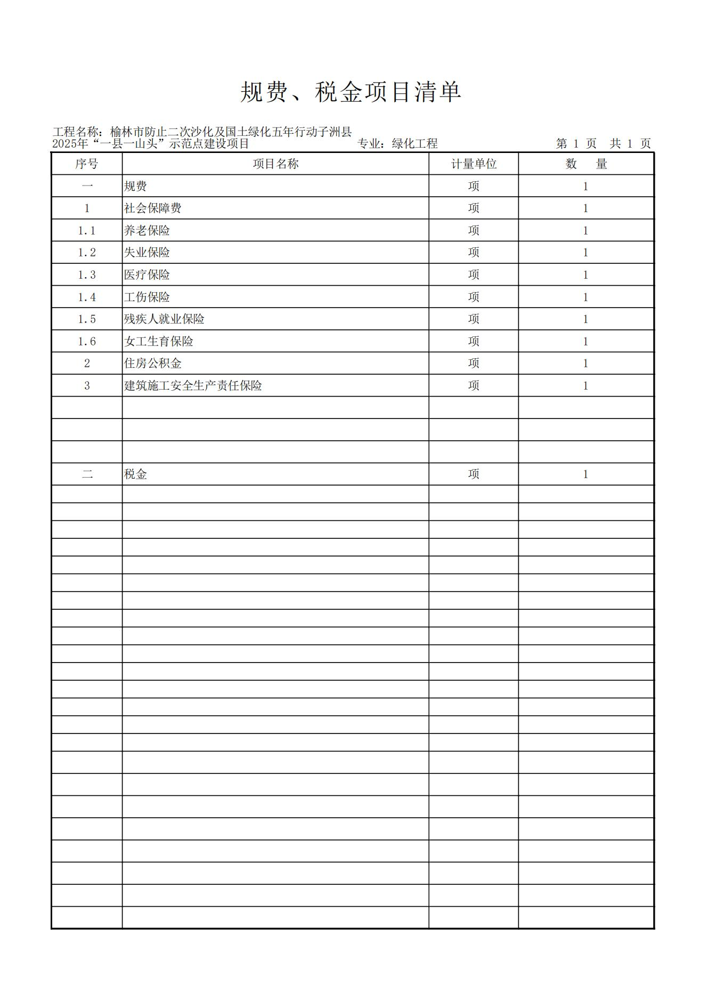 规费、税金项目清单
工程名称：榆林市防止二次沙化及国土绿化五年行动子洲县
2025年“一县一山头”示范点建设项目 专业：绿化工程 第 1 页 共 1 页
序号 项目名称 计量单位 数 量
一 规费 项 1
1 社会保障费 项 1
1.1 养老保险 项 1
1.2 失业保险 项 1
1.3 医疗保险 项 1
1.4 工伤保险 项 1
1.5 残疾人就业保险 项 1
1.6 女工生育保险 项 1
2 住房公积金 项 1
3 建筑施工安全生产责任保险 项 1
二 税金 项 1